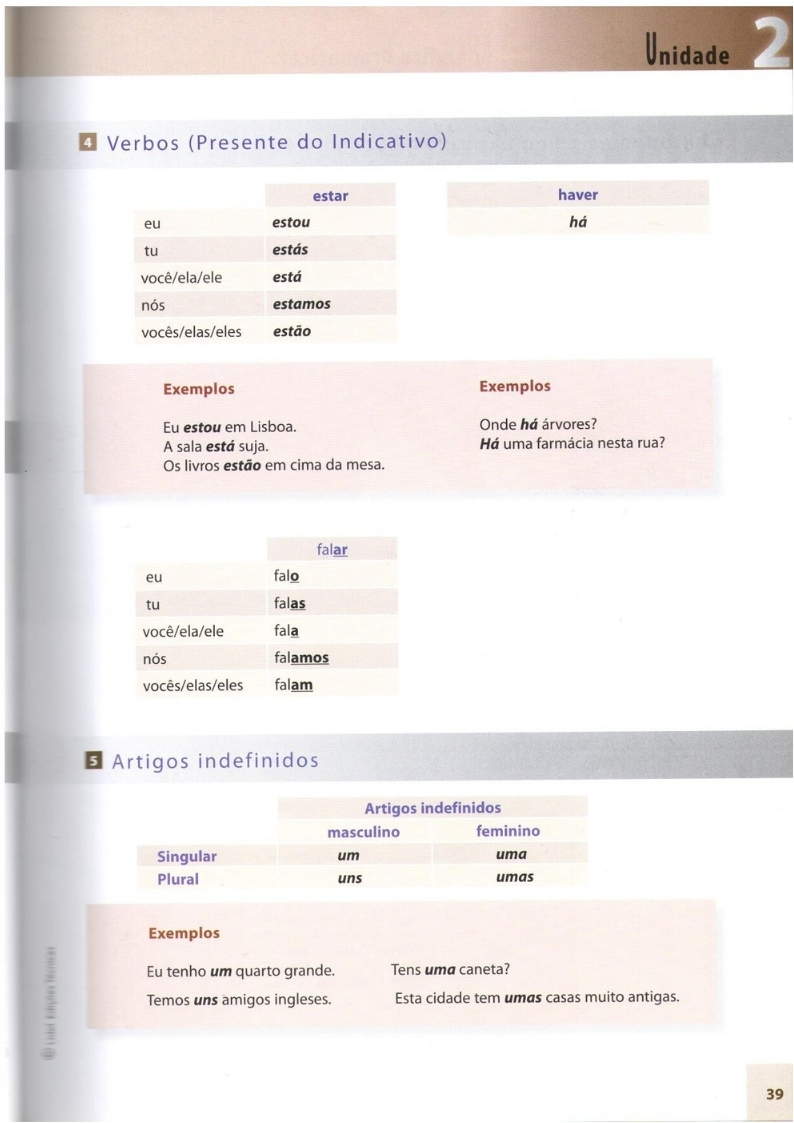 Unidade 2
4 Verbos (Presente do Indicativo)
estar
eu estou
tu estás
você/ela/ele está
nós estamos
vocês/elas/eles estão
haver
há
Exemplos
Eu estou em Lisboa.
A sala está suja.
Os livros estão em cima da mesa.
Exemplos
Onde há árvores?
Há uma farmácia nesta rua?
falar
eu falo
tu falas
você/ela/ele fala
nós falamos
vocês/elas/eles falam
5 Artigos indefinidos
Artigos indefinidos
masculino feminino
Singular um uma
Plural uns umas
Exemplos
Eu tenho um quarto grande. Tens uma caneta?
Temos uns amigos ingleses. Esta cidade tem umas casas muito antigas.
© Lidel Edições Técnicas
39